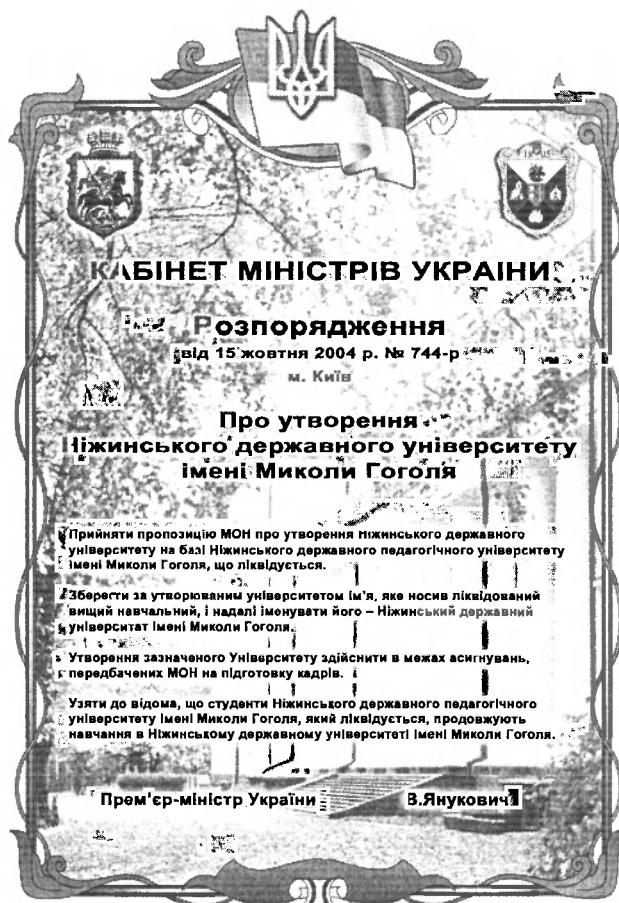 КАБІНЕТ МІНІСТРІВ УКРАІНИ
Розпорядження
від 15 жовтня 2004 р. № 744-р
м. Київ
Про утворення
Ніжинського державного університету
імені Миколи Гоголя
Прийняти пропозицію МОН про утворення Ніжинського державного
університету на базі Ніжинського державного педагогічного університету
імені Миколи Гоголя, що ліквідується.
Зберегти за утворюваним університетом ім'я, яке носив ліквідований
вищий навчальний, і надалі іменувати його – Ніжинський державний
університат імені Миколи Гоголя.
Утворення зазначеного Університету здійснити в межах асигнувань,
передбачених МОН на підготовку кадрів.
Узяти до відома, що студенти Ніжинського державного педагогічного
університету імені Миколи Гоголя, який ліквідується, продовжують
навчання в Ніжинському державному університеті імені Миколи Гоголя.
Прем'єр-міністр України В.Янукович